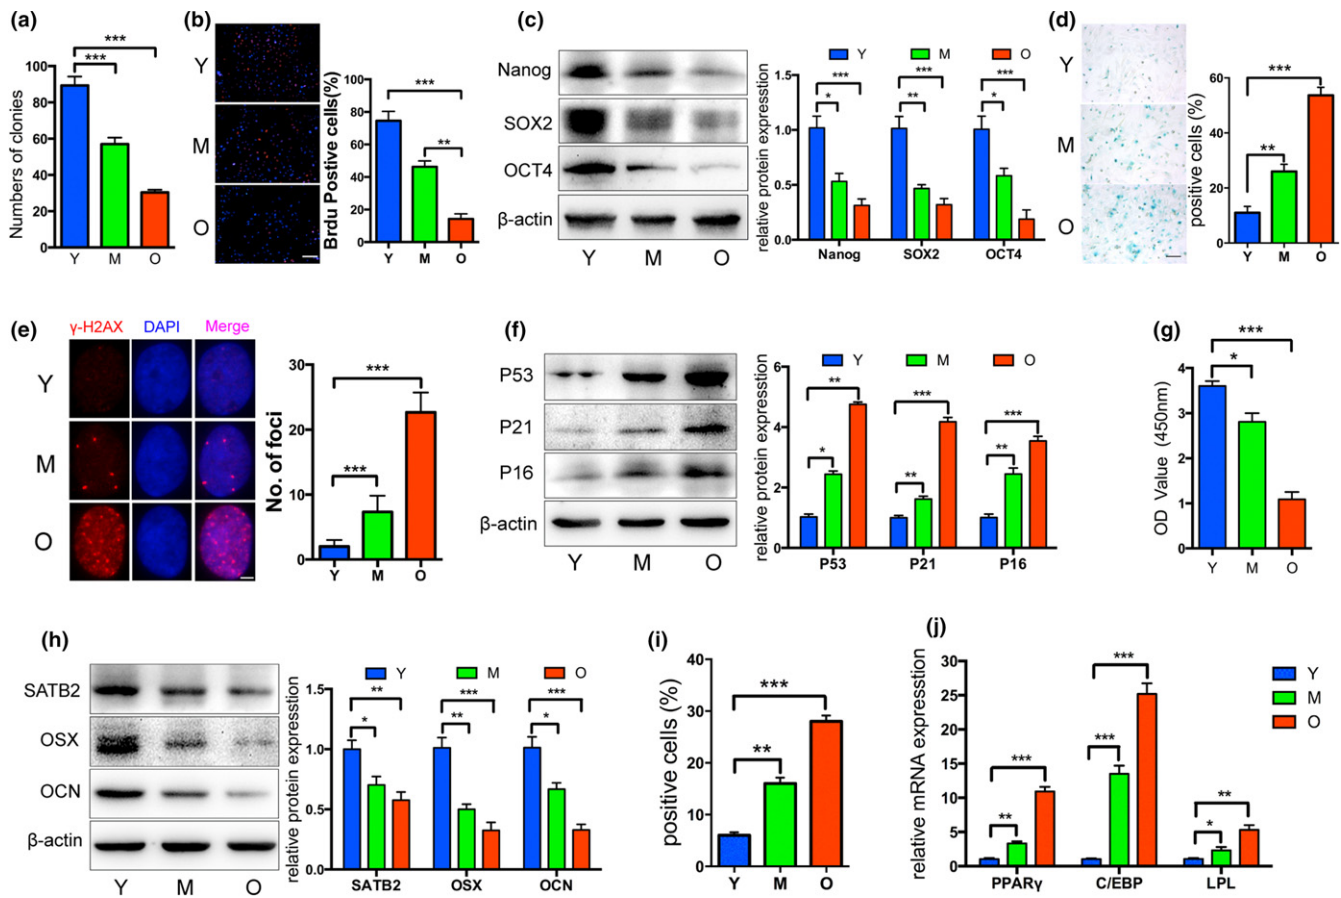 (a)
Numbers of clonies
100
80
60
40
20
0
***
***
Y M O
(b)
Y
M
O
Brdu Postive cells(%)
100
80
60
40
20
0
***
**
Y M O
(c)
Nanog
SOX2
OCT4
β-actin
Y M O
Y M O
relative protein expresstion
1.5
1.0
0.5
0.0
*** *** ***
* ** *
Nanog SOX2 OCT4
(d)
Y
M
O
positive cells (%)
60
40
20
0
***
**
Y M O
(e)
γ-H2AX DAPI Merge
Y
M
O
No. of foci
30
20
10
0
***
***
Y M O
(f)
P53
P21
P16
β-actin
Y M O
Y M O
relative protein expresstion
6
4
2
0
** *** ***
* ** **
P53 P21 P16
(g)
OD Value (450nm)
4
3
2
1
0
***
*
Y M O
(h)
SATB2
OSX
OCN
β-actin
Y M O
Y M O
relative protein expresstion
1.5
1.0
0.5
0.0
** *** ***
* ** *
SATB2 OSX OCN
(i)
positive cells (%)
40
30
20
10
0
***
**
Y M O
(j)
relative mRNA expression
30
25
20
15
10
5
0
*** *** **
** *** *
PPARγ C/EBP LPL
Y
M
O